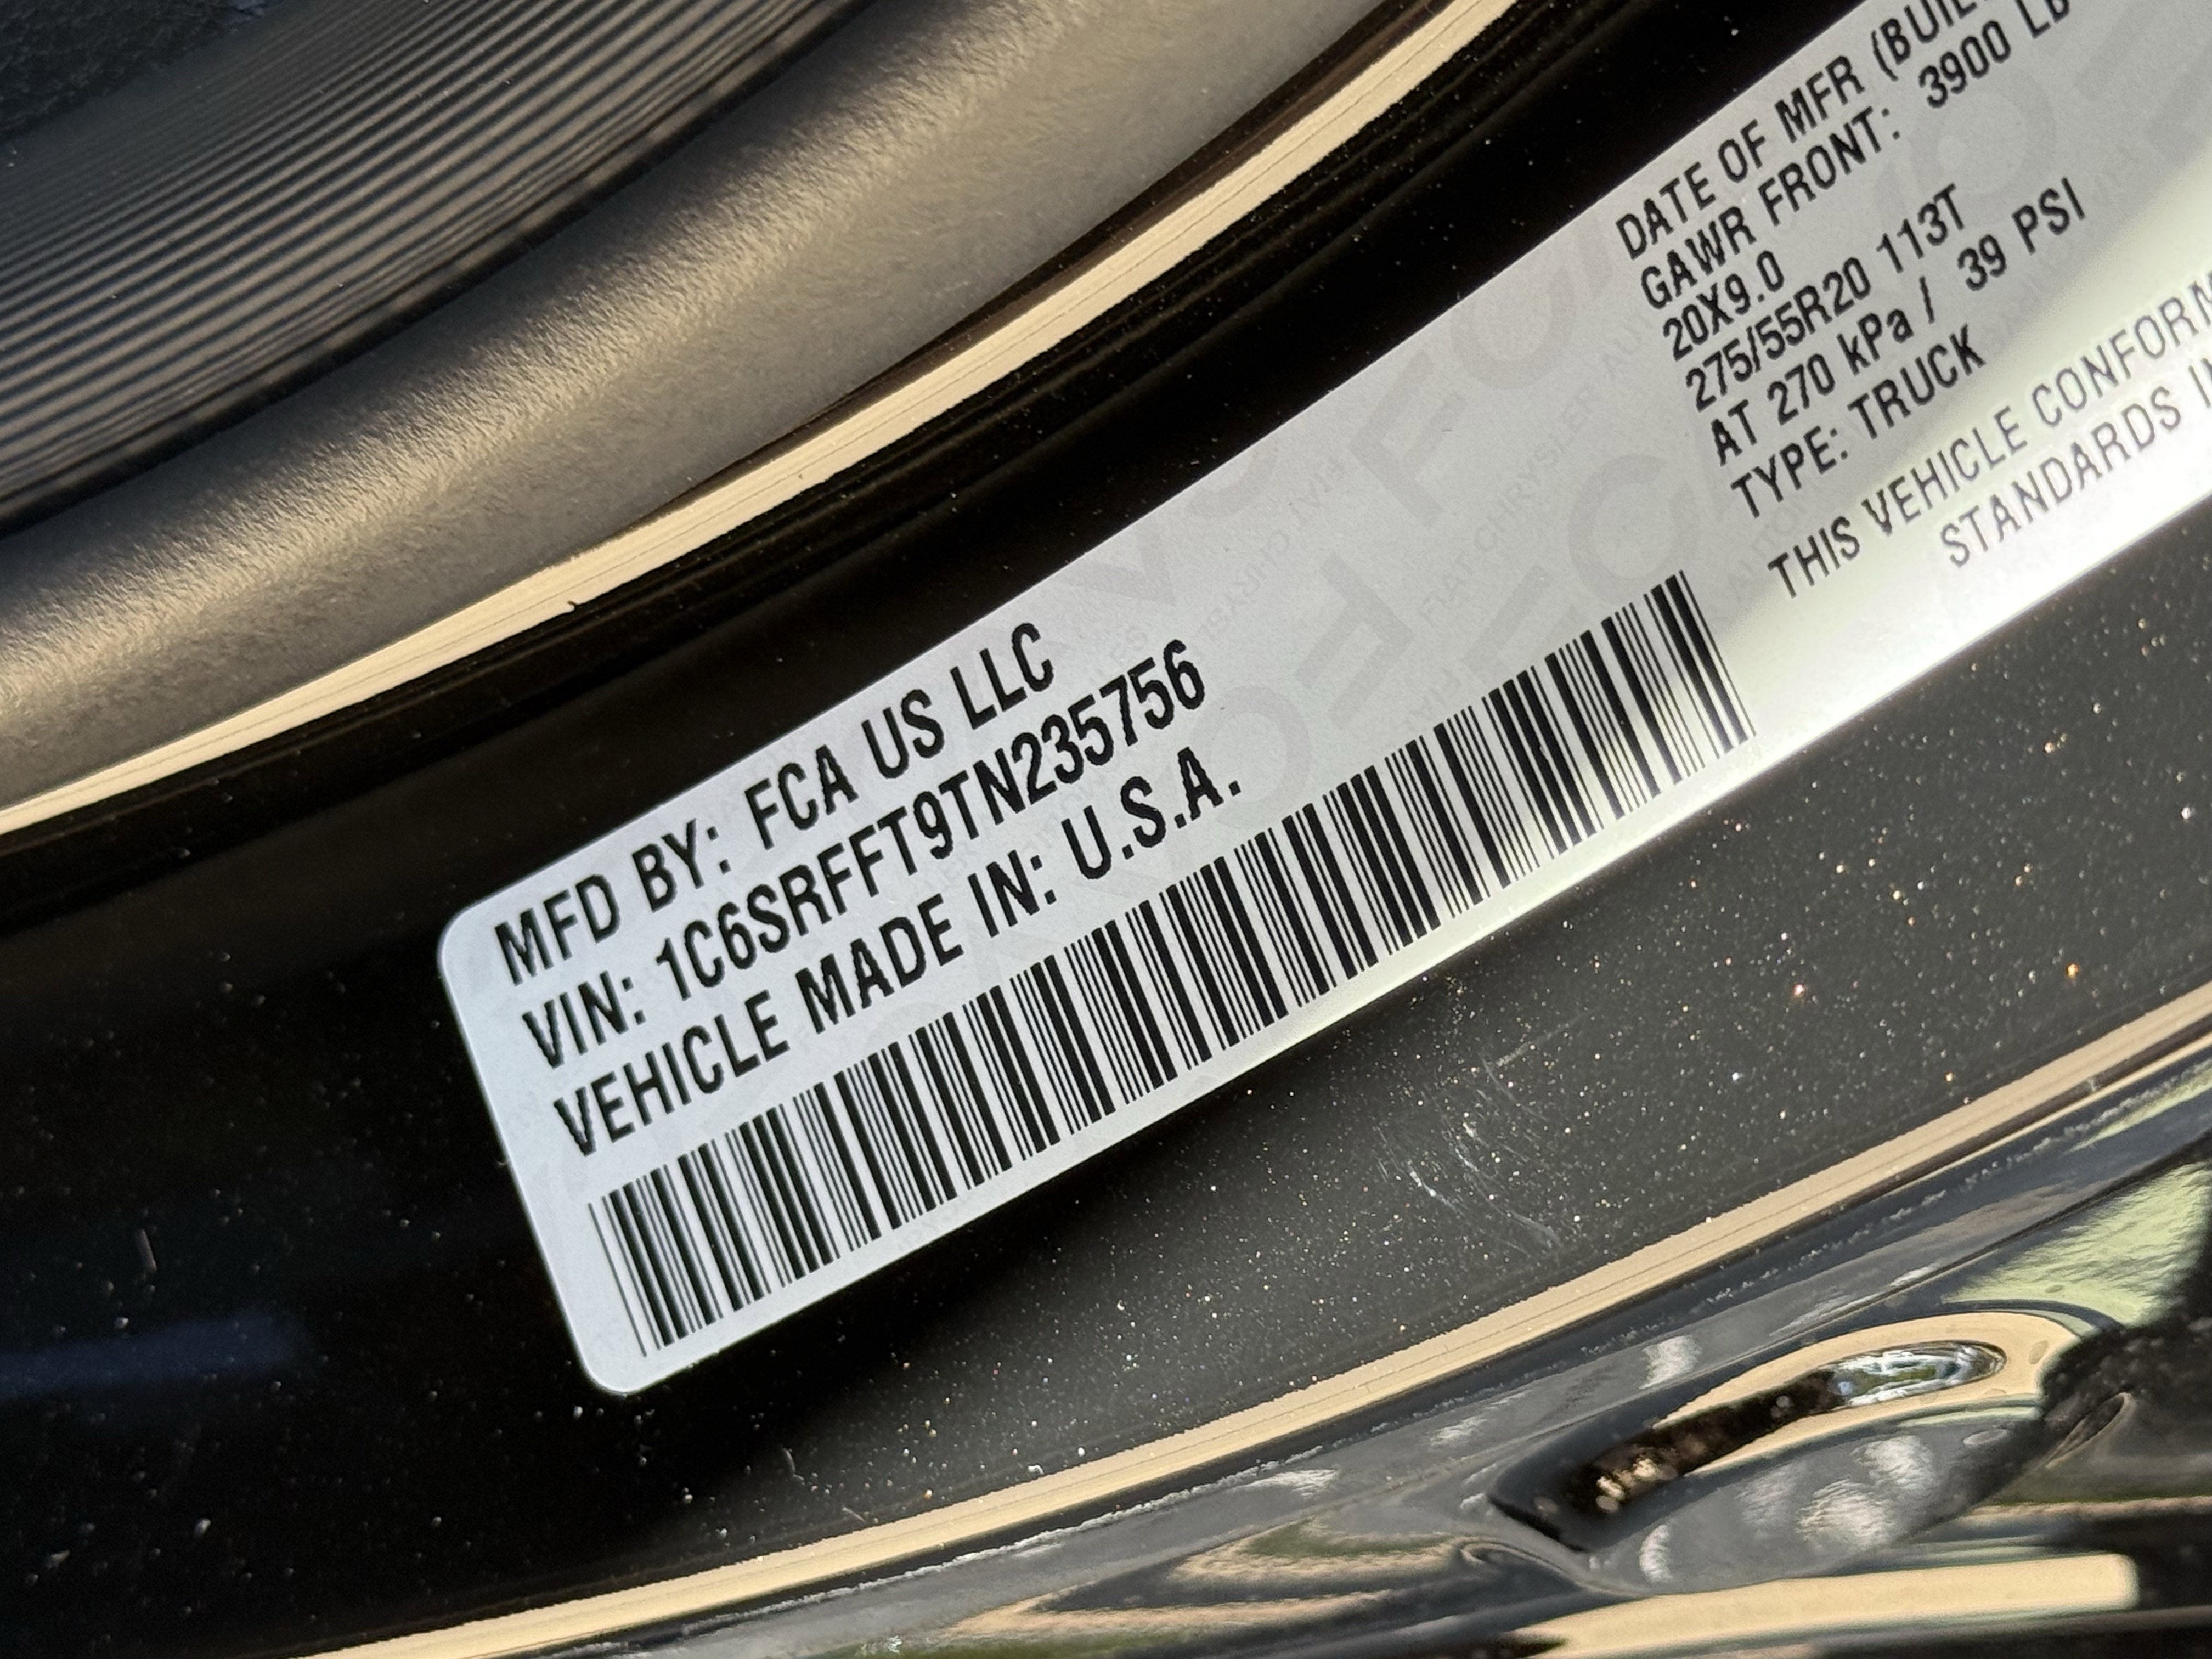 MFD BY: FCA US LLC
VIN: 1C6SRFFT9TN235756
VEHICLE MADE IN: U.S.A.
DATE OF MFR
GAWR FRONT: 3900
20X9.0
275/55R20 113T
AT 270 kPa / 39 PSI
TYPE: TRUCK
THIS VEHICLE
STANDARDS